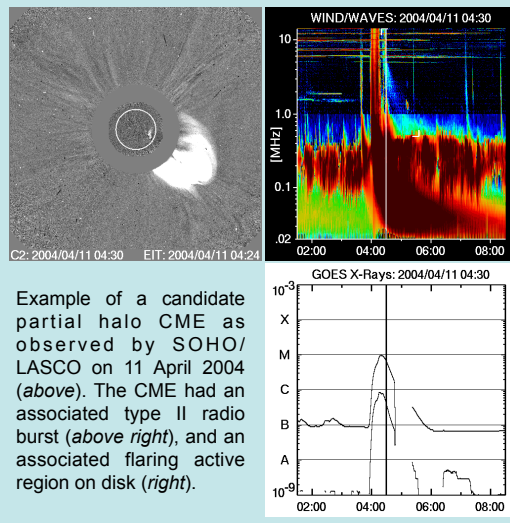 C2: 2004/04/11 04:30 EIT: 2004/04/11 04:24
WIND/WAVES: 2004/04/11 04:30
10
1.0
[MHz]
0.1
.02
02:00 04:00 06:00 08:00
Example of a candidate
partial halo CME as
observed by SOHO/
LASCO on 11 April 2004
(above). The CME had an
associated type II radio
burst (above right), and an
associated flaring active
region on disk (right).
GOES X-Rays: 2004/04/11 04:30
10-3
X
M
C
B
A
10-9
02:00 04:00 06:00 08:00